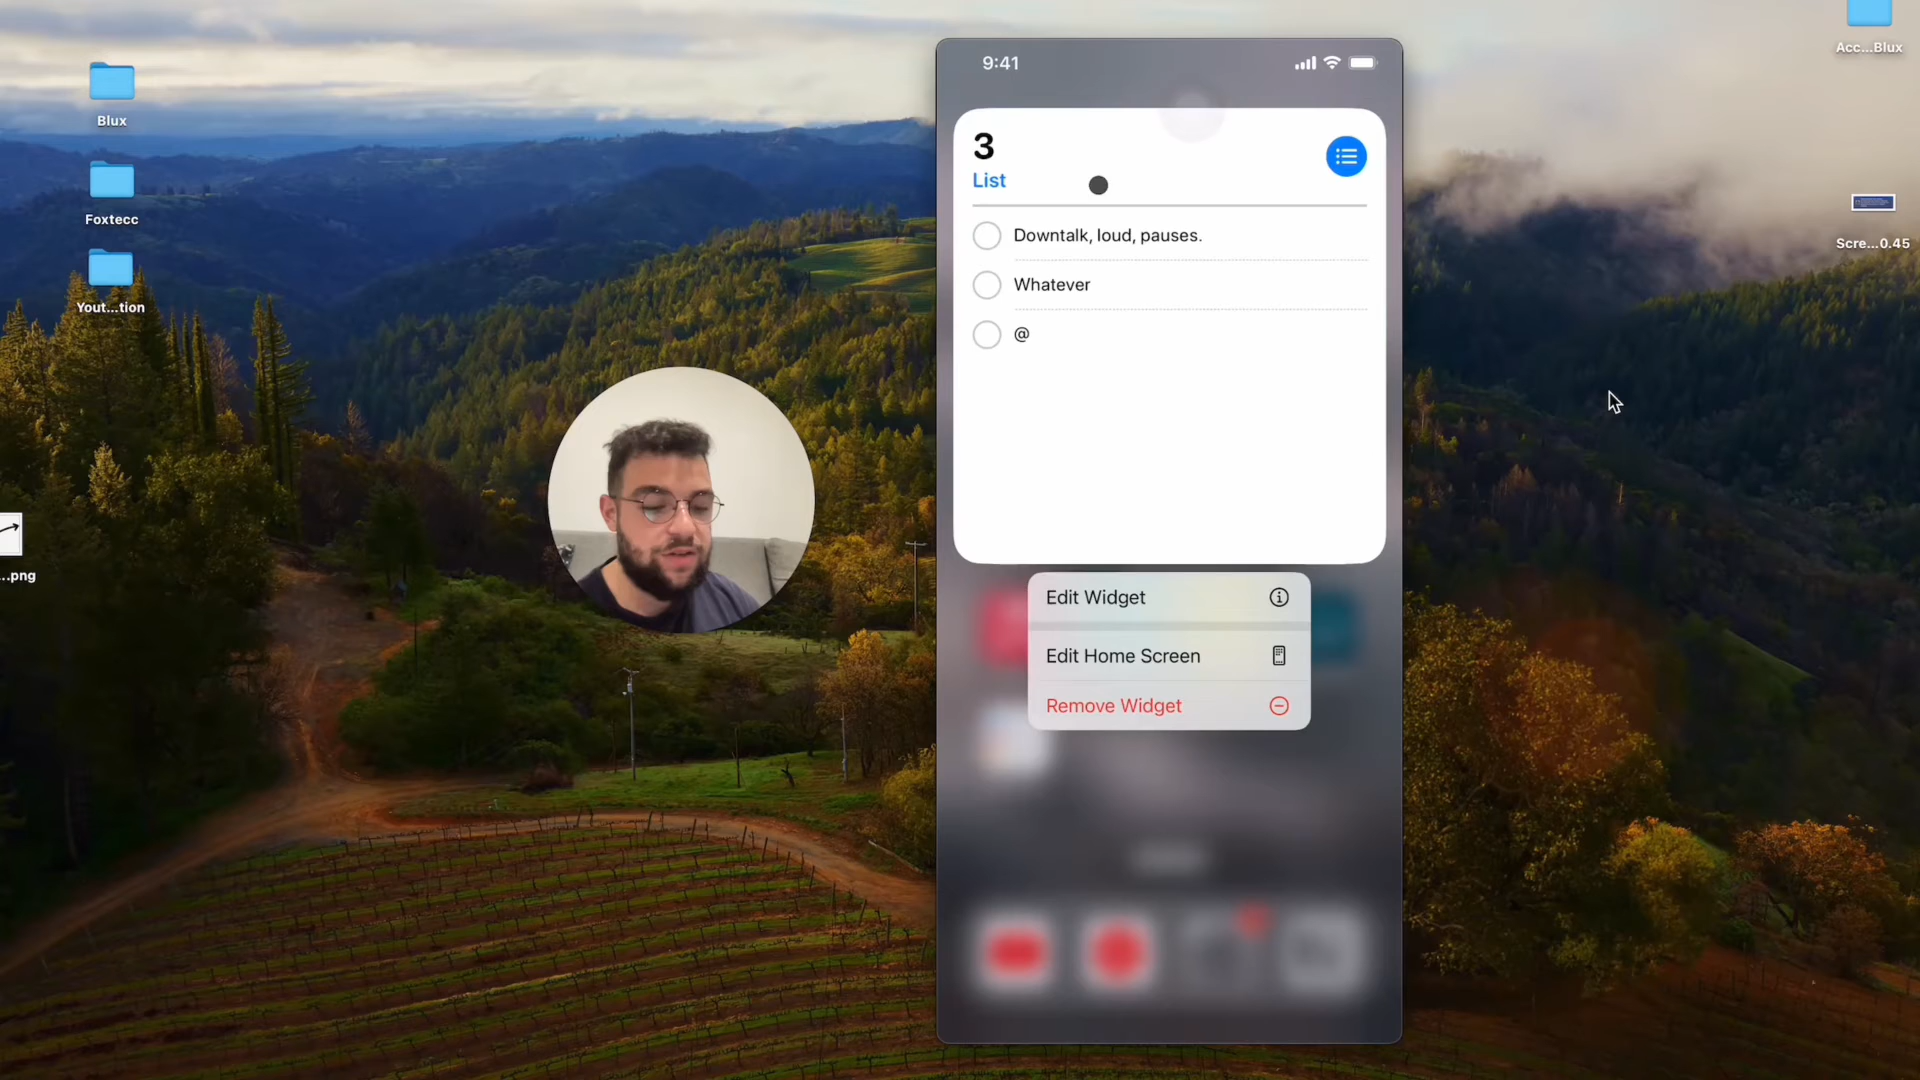 Blux
Foxtecc
Yout...tion
...png
9:41
3
List
Downtalk, loud, pauses.
Whatever
@
Edit Widget
Edit Home Screen
Remove Widget
Acc...Blux
Scre...0.45